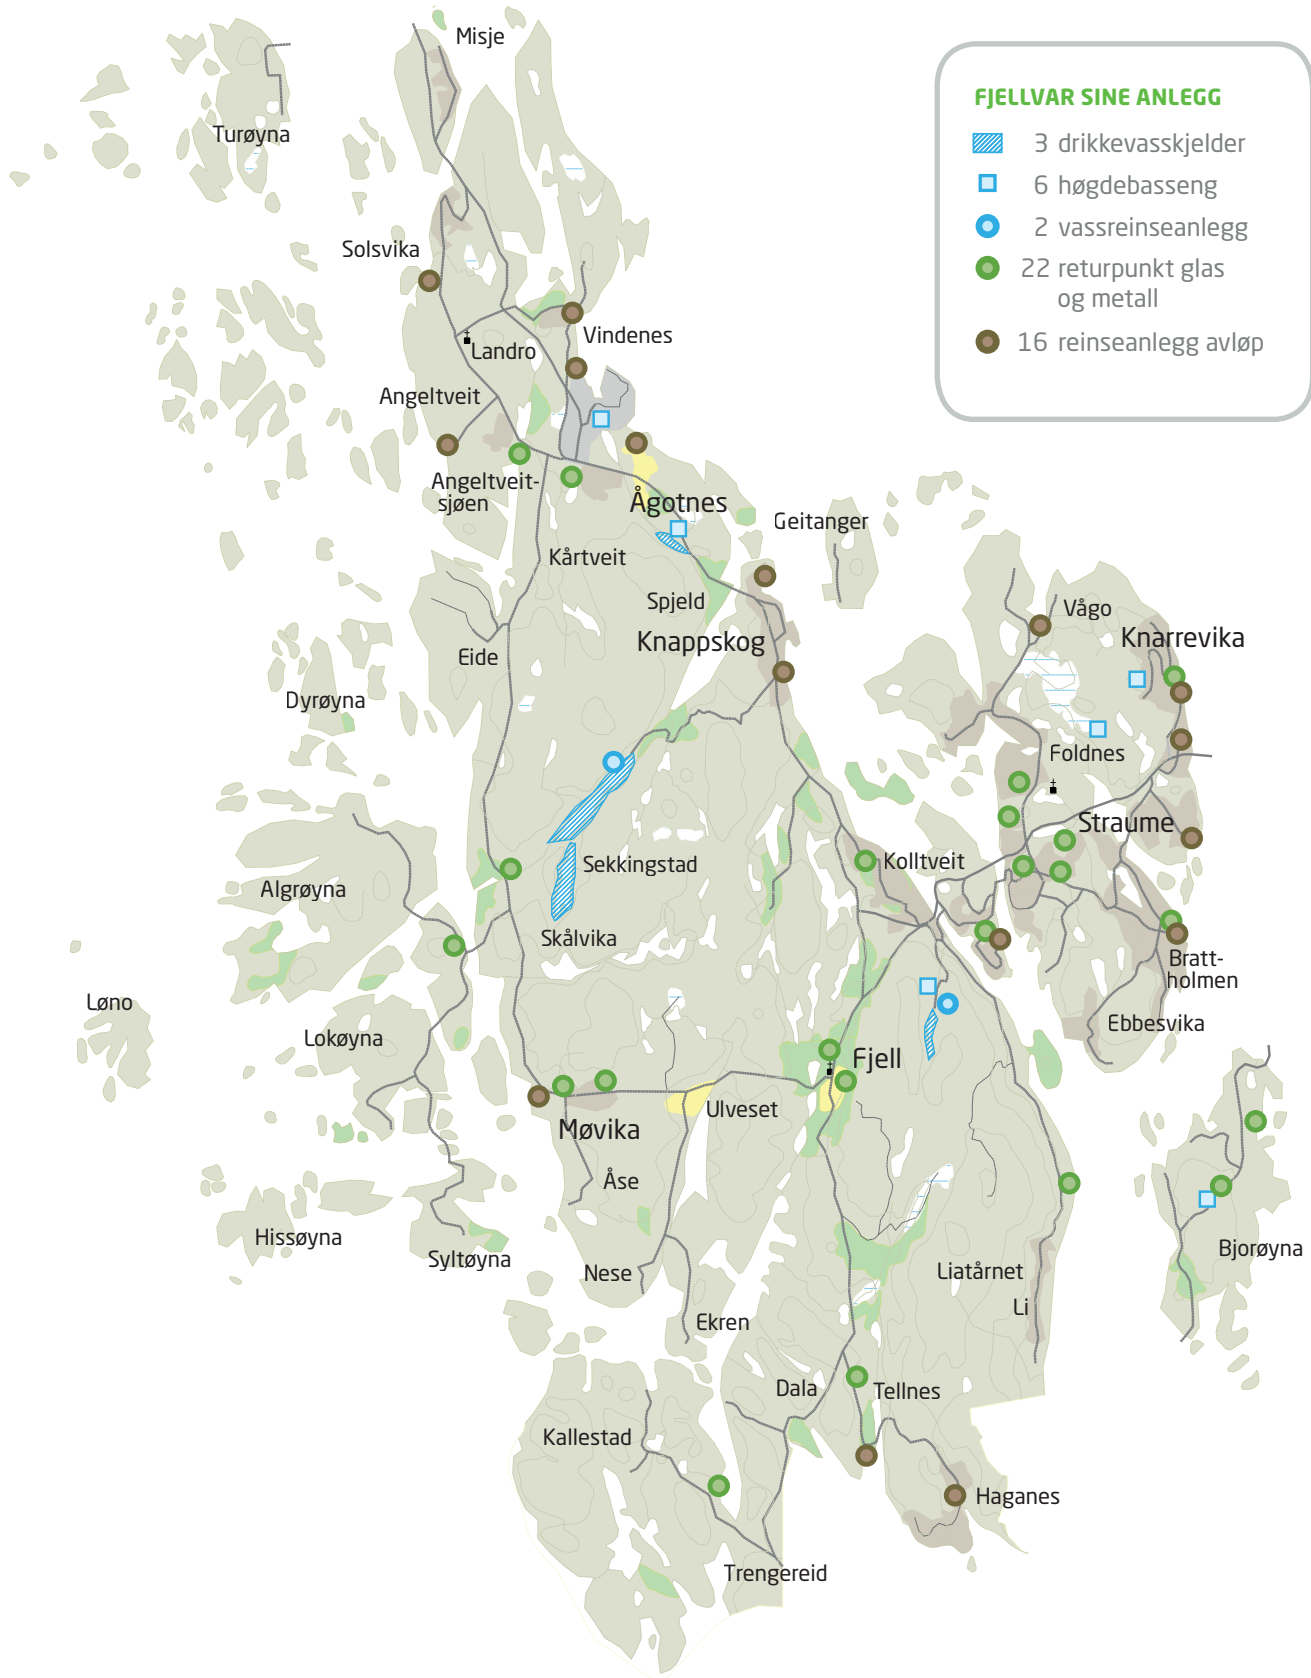 Misje
FJELLVAR SINE ANLEGG
3 drikkevasskjelder
6 høgdebasseng
2 vassreinseanlegg
22 returpunkt glas
og metall
16 reinseanlegg avløp
Turøyna
Solsvika
Vindenes
Landro
Angeltveit
Angeltveit-
sjøen
Ågotnes
Geitanger
Kårtveit
Spjeld
Knappskog
Vågo
Knarrevika
Eide
Dyrøyna
Foldnes
Straume
Kolltveit
Sekkingstad
Algrøyna
Skålvika
Bratt-
holmen
Løno
Lokøyna
Ebbesvika
Fjell
Ulveset
Møvika
Åse
Hissøyna
Syltøyna
Nese
Bjorøyna
Liatårnet
Li
Ekren
Dala
Tellnes
Kallestad
Haganes
Trengereid